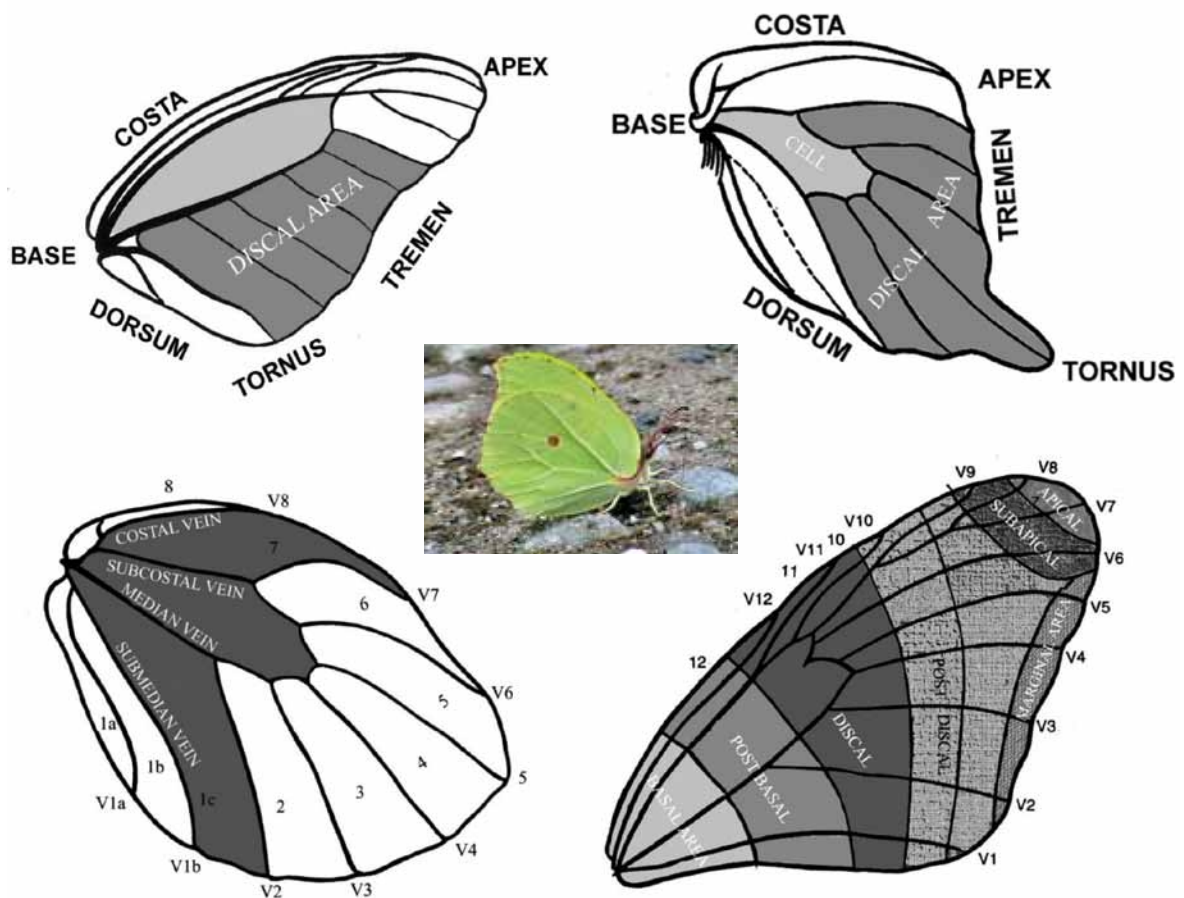 COSTA
APEX
BASE
DISCAL AREA
TREMEN
DORSUM
TORNUS
COSTA
APEX
BASE
CELL
TREMEN
DISCAL AREA
DORSUM
TORNUS
8
V8
COSTAL VEIN
7
SUBCOSTAL VEIN
MEDIAN VEIN
V7
6
SUBMEDIAN VEIN
V6
5
1a
1b
4
5
V1a
1c
2
3
V4
V1b
V2
V3
V9
V8
APICAL
V7
SUBAPICAL
V10
10
V11
V6
11
V5
V12
MARGINAL AREA
V4
12
POST DISCAL
V3
DISCAL
POST BASAL
BASAL AREA
V2
V1